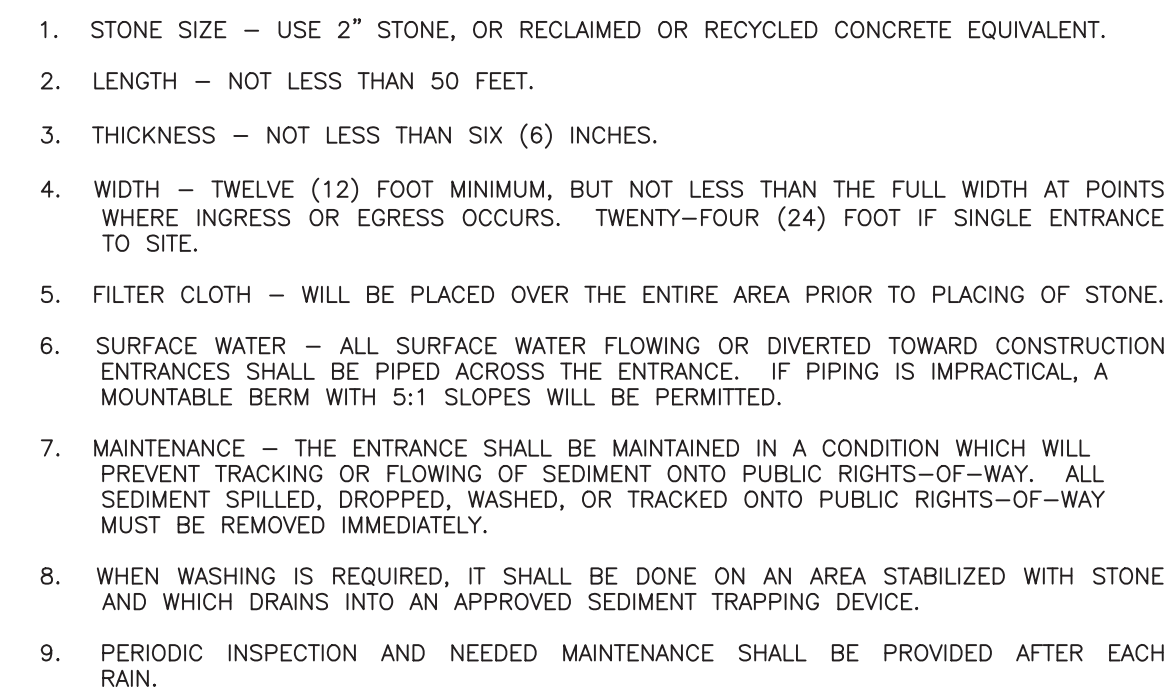 1. STONE SIZE – USE 2" STONE, OR RECLAIMED OR RECYCLED CONCRETE EQUIVALENT.
2. LENGTH – NOT LESS THAN 50 FEET.
3. THICKNESS – NOT LESS THAN SIX (6) INCHES.
4. WIDTH – TWELVE (12) FOOT MINIMUM, BUT NOT LESS THAN THE FULL WIDTH AT POINTS
WHERE INGRESS OR EGRESS OCCURS. TWENTY–FOUR (24) FOOT IF SINGLE ENTRANCE
TO SITE.
5. FILTER CLOTH – WILL BE PLACED OVER THE ENTIRE AREA PRIOR TO PLACING OF STONE.
6. SURFACE WATER – ALL SURFACE WATER FLOWING OR DIVERTED TOWARD CONSTRUCTION
ENTRANCES SHALL BE PIPED ACROSS THE ENTRANCE. IF PIPING IS IMPRACTICAL, A
MOUNTABLE BERM WITH 5:1 SLOPES WILL BE PERMITTED.
7. MAINTENANCE – THE ENTRANCE SHALL BE MAINTAINED IN A CONDITION WHICH WILL
PREVENT TRACKING OR FLOWING OF SEDIMENT ONTO PUBLIC RIGHTS–OF–WAY. ALL
SEDIMENT SPILLED, DROPPED, WASHED, OR TRACKED ONTO PUBLIC RIGHTS–OF–WAY
MUST BE REMOVED IMMEDIATELY.
8. WHEN WASHING IS REQUIRED, IT SHALL BE DONE ON AN AREA STABILIZED WITH STONE
AND WHICH DRAINS INTO AN APPROVED SEDIMENT TRAPPING DEVICE.
9. PERIODIC INSPECTION AND NEEDED MAINTENANCE SHALL BE PROVIDED AFTER EACH
RAIN.